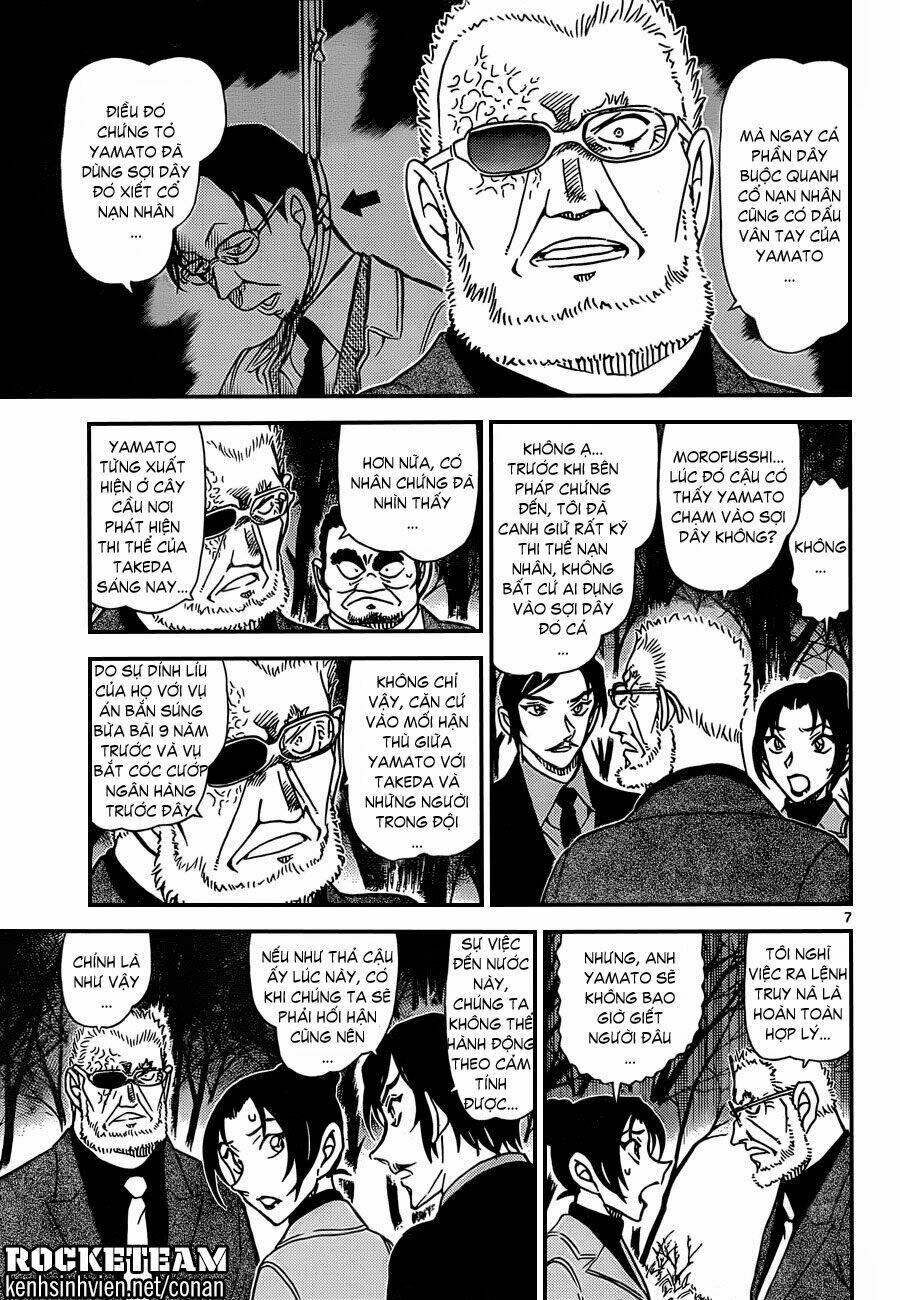 MÀ NGAY CẢ
PHẦN DÂY
BUỘC QUANH
CỔ NẠN NHÂN
CŨNG CÓ DẤU
VÂN TAY CỦA
YAMATO
...
ĐIỀU ĐÓ
CHỨNG TỎ
YAMATO ĐÃ
DÙNG SỢI DÂY
ĐÓ XIẾT CỔ
NẠN NHÂN
...
KHÔNG
...
MOROFUSSHI...
LÚC ĐÓ CẬU CÓ
THẤY YAMATO
CHẠM VÀO SỢI
DÂY KHÔNG?
KHÔNG Ạ...
TRƯỚC KHI BÊN
PHÁP CHỨNG
ĐẾN, TÔI ĐÃ
CANH GIỮ RẤT KỸ
THI THỂ NẠN
NHÂN, KHÔNG
BẤT CỨ AI ĐỤNG
VÀO SỢI DÂY
ĐÓ CẢ
...
HƠN NỮA, CÓ
NHÂN CHỨNG ĐÃ
NHÌN THẤY
...
YAMATO
TỪNG XUẤT
HIỆN Ở CÂY
CẦU NƠI
PHÁT HIỆN
THI THỂ CỦA
TAKEDA
SÁNG NAY...
KHÔNG CHỈ
VẬY, CĂN CỨ
VÀO MỐI HẬN
THÙ GIỮA
YAMATO VỚI
TAKEDA VÀ
NHỮNG NGƯỜI
TRONG ĐỘI
...
DO SỰ DÍNH LÍU
CỦA HỌ VỚI VỤ
ÁN BẮN SÚNG
BỪA BÃI 9 NĂM
TRƯỚC VÀ VỤ
BẮT CÓC CƯỚP
NGÂN HÀNG
TRƯỚC ĐÂY
7
TÔI NGHĨ
VIỆC RA LỆNH
TRUY NÃ LÀ
HOÀN TOÀN
HỢP LÝ...
NHƯNG, ANH
YAMATO SẼ
KHÔNG BAO
GIỜ GIẾT
NGƯỜI ĐÂU
...
SỰ VIỆC
ĐẾN NƯỚC
NÀY,
CHÚNG TA
KHÔNG THỂ
HÀNH ĐỘNG
THEO CẢM
TÍNH
ĐƯỢC...
NẾU NHƯ THẢ CẬU
ẤY LÚC NÀY, CÓ
KHI CHÚNG TA SẼ
PHẢI HỐI HẬN
CŨNG NÊN
...
CHÍNH LÀ
NHƯ VẬY
...
ROCKETEAM
kenhsinhvien.net/conan